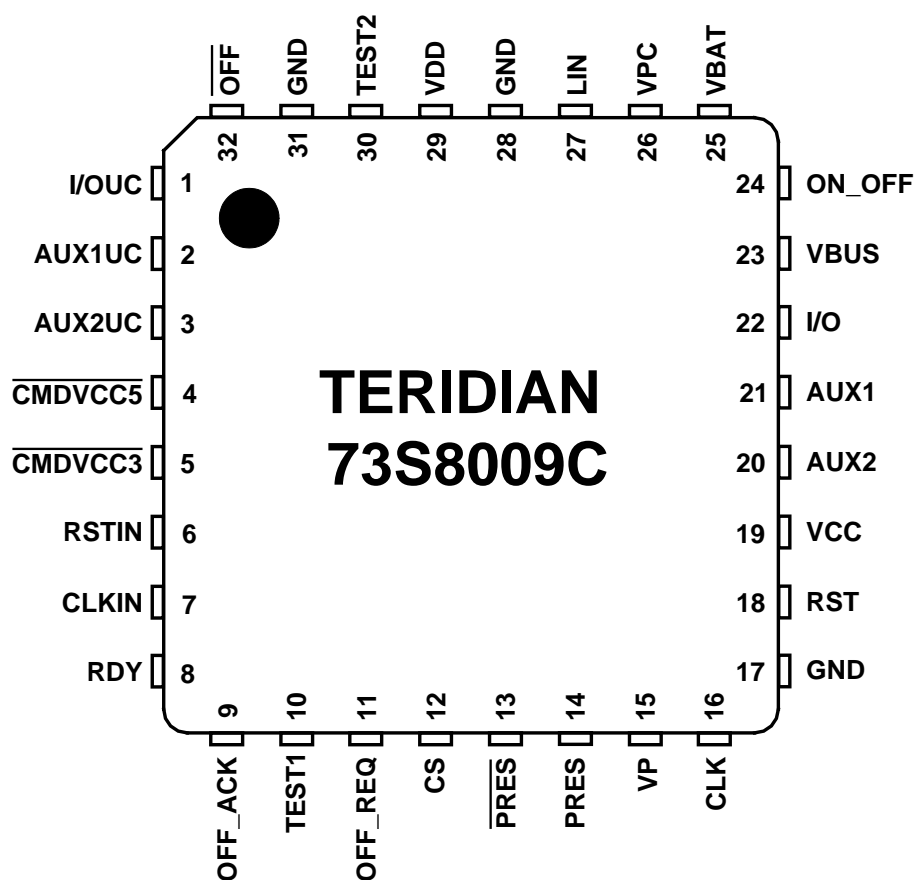 OFF GND TEST2 VDD GND LIN VPC VBAT
32 31 30 29 28 27 26 25
I/OUC 1
AUX1UC 2
AUX2UC 3
CMDVCC5 4
CMDVCC3 5
RSTIN 6
CLKIN 7
RDY 8
TERIDIAN
73S8009C
24 ON_OFF
23 VBUS
22 I/O
21 AUX1
20 AUX2
19 VCC
18 RST
17 GND
9 10 11 12 13 14 15 16
OFF_ACK TEST1 OFF_REQ CS PRES PRES VP CLK